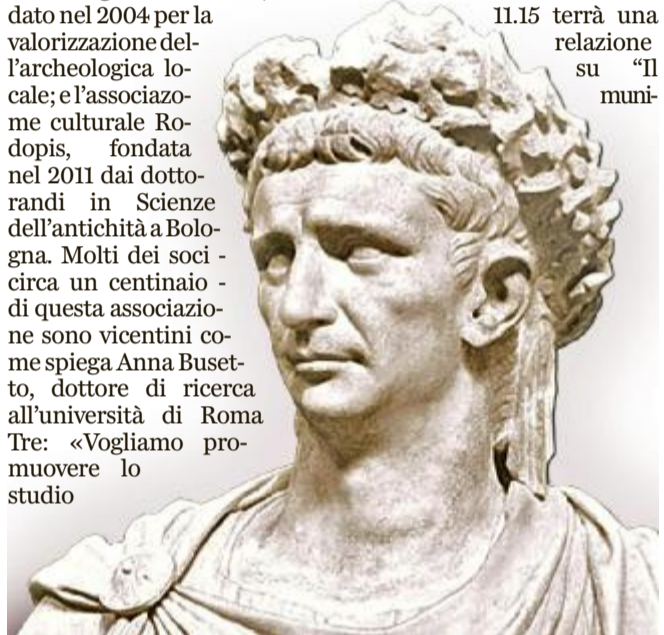 dato nel 2004 per la
valorizzazione del-
l'archeologica lo-
cale; e l'associazo-
me culturale Ro-
dopis, fondata
nel 2011 dai dotto-
randi in Scienze
dell'antichità a Bolo-
gna. Molti dei soci -
circa un centinaio -
di questa associazio-
ne sono vicentini co-
me spiega Anna Buset-
to, dottore di ricerca
all'università di Roma
Tre: «Vogliamo pro-
muovere lo
studio
11.15 terrà una
relazione
su "Il
muni-